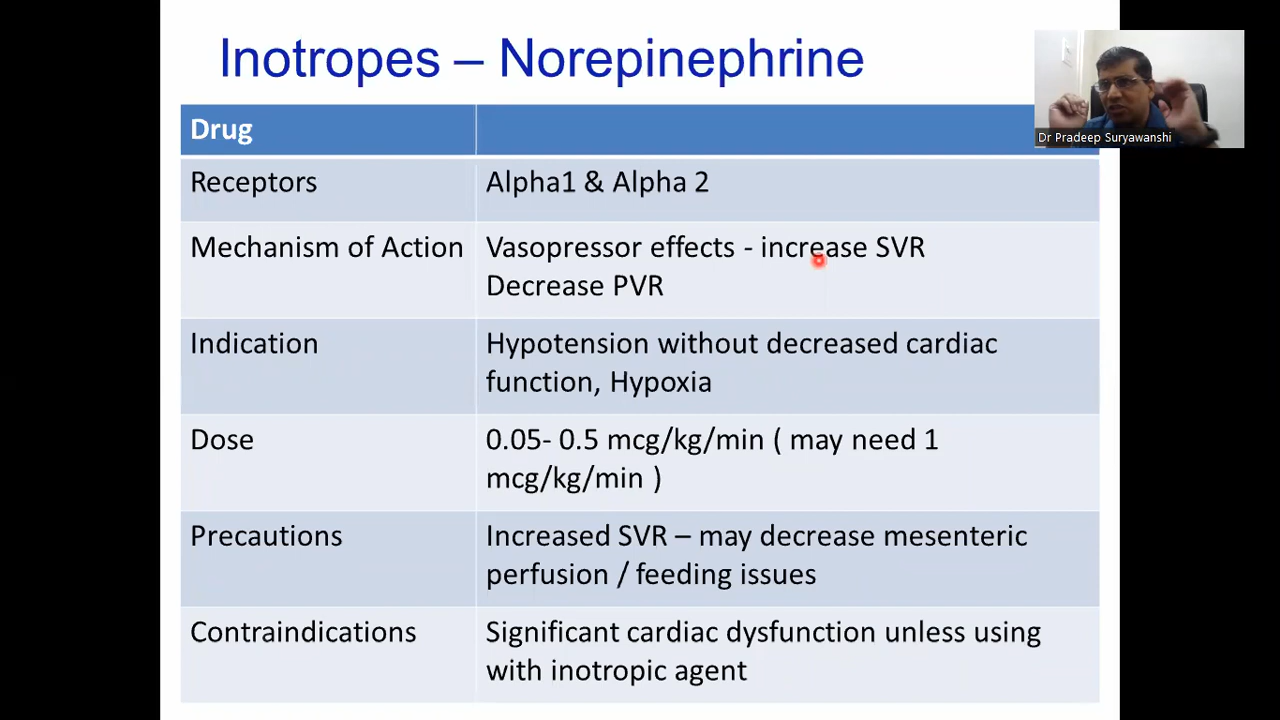 Inotropes – Norepinephrine
Dr Pradeep Suryawanshi
Drug
Receptors
Alpha1 & Alpha 2
Mechanism of Action
Vasopressor effects - increase SVR
Decrease PVR
Indication
Hypotension without decreased cardiac
function, Hypoxia
Dose
0.05- 0.5 mcg/kg/min ( may need 1
mcg/kg/min )
Precautions
Increased SVR – may decrease mesenteric
perfusion / feeding issues
Contraindications
Significant cardiac dysfunction unless using
with inotropic agent